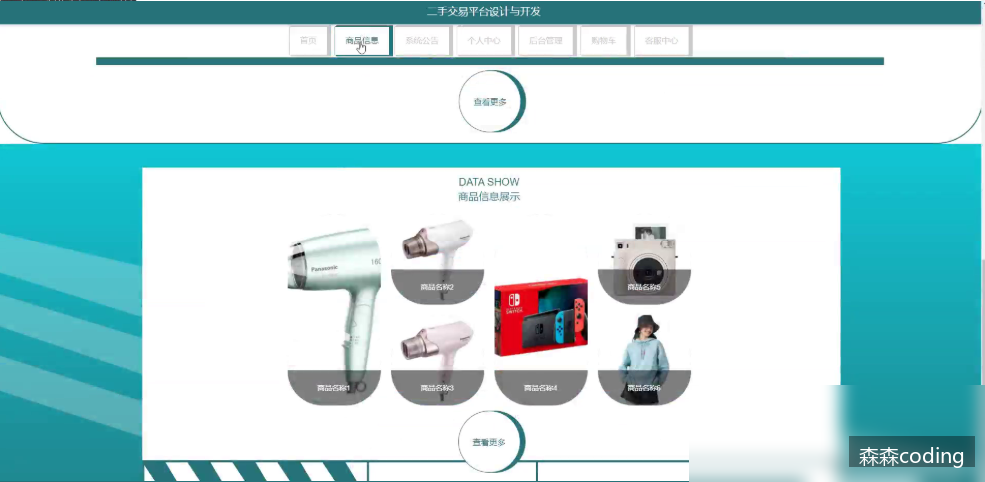 二手交易平台设计与开发
首页
商品信息
系统公告
个人中心
后台管理
购物车
客服中心
查看更多
DATA SHOW
商品信息展示
Panasonic
商品名称1
商品名称2
商品名称3
NINTENDO
SWITCH
商品名称4
商品名称5
商品名称6
查看更多
森森coding